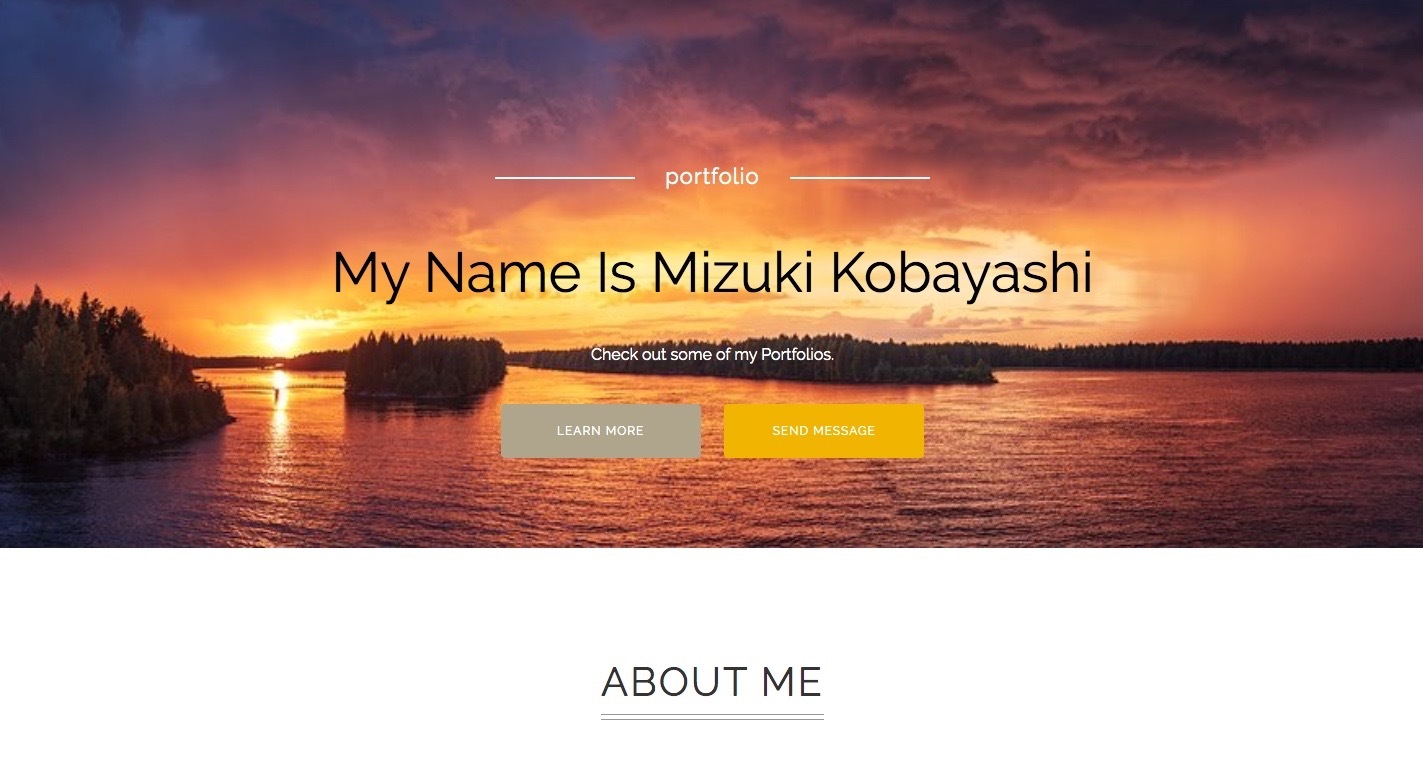 portfolio
My Name Is Mizuki Kobayashi
Check out some of my Portfolios.
LEARN MORE
SEND MESSAGE
ABOUT ME